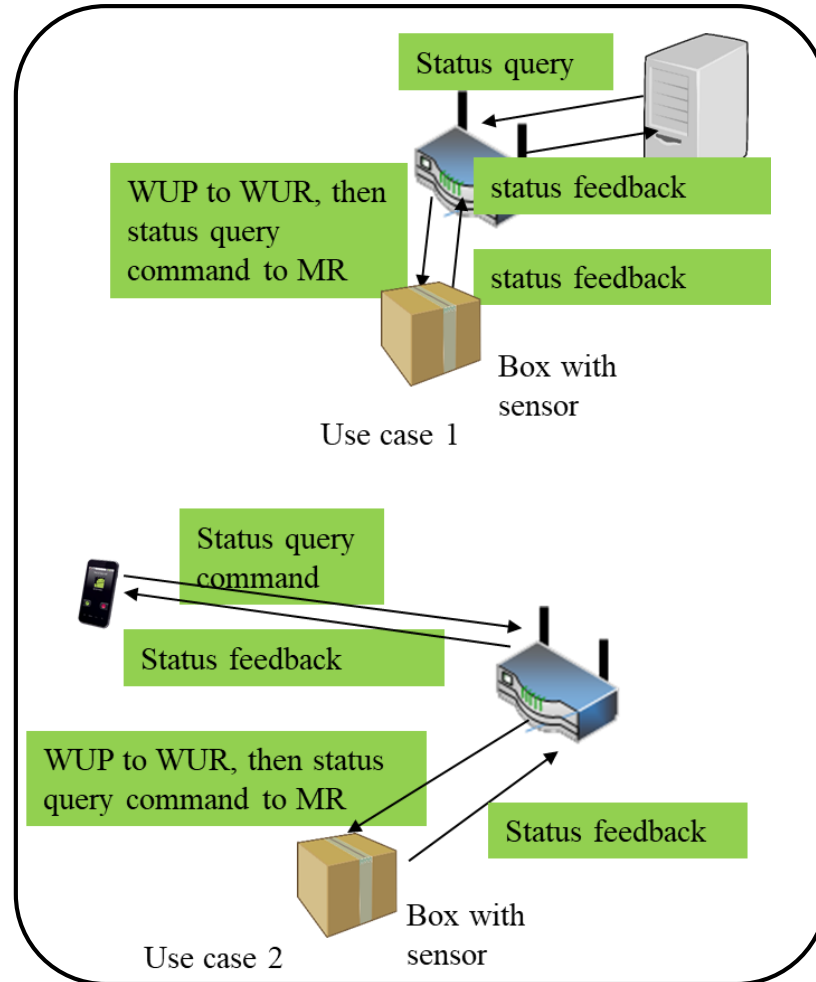 Status query
WUP to WUR, then
status query
command to MR
status feedback
status feedback
Box with
sensor
Use case 1
Status query
command
Status feedback
WUP to WUR, then status
query command to MR
Status feedback
Box with
sensor
Use case 2